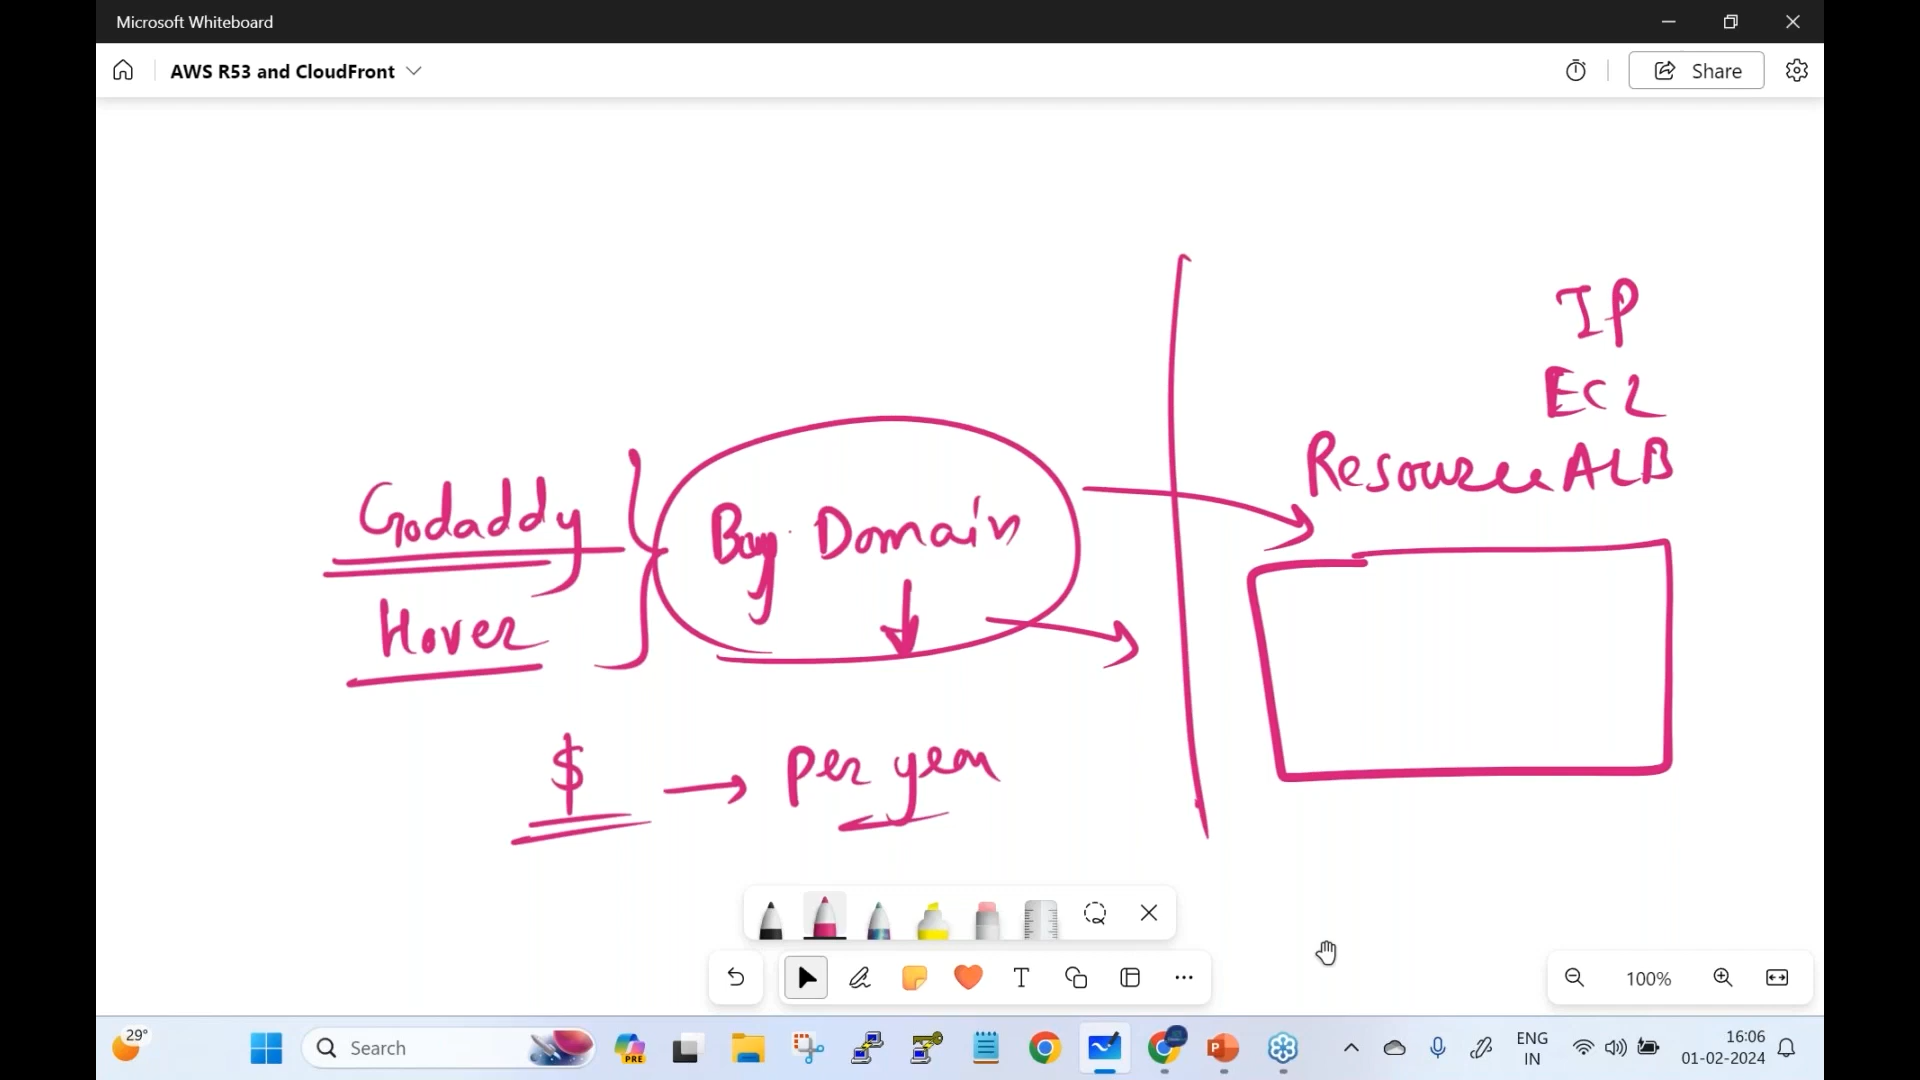 Microsoft Whiteboard
AWS R53 and CloudFront
Share
IP
EC2
Resource ALB
Godaddy
Buy Domain
Hover
$ → per year
T
100%
29°
Search
PRE
ENG
IN
16:06
01-02-2024